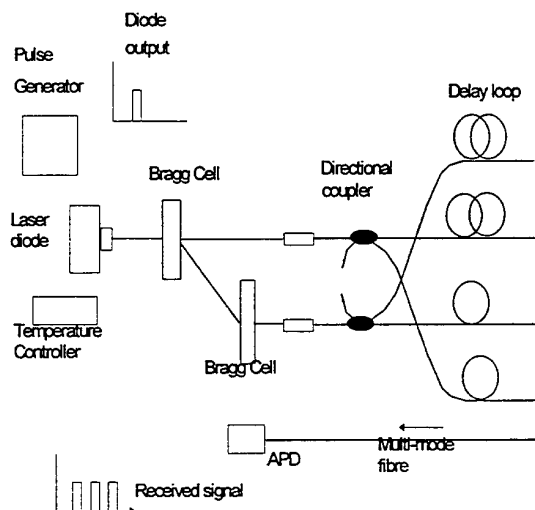 Diode
output
Pulse
Generator
Delay loop
Bragg Cell
Directional
coupler
Laser
diode
Temperature
Controller
Bragg Cell
APD
Multi-mode
fibre
Received signal